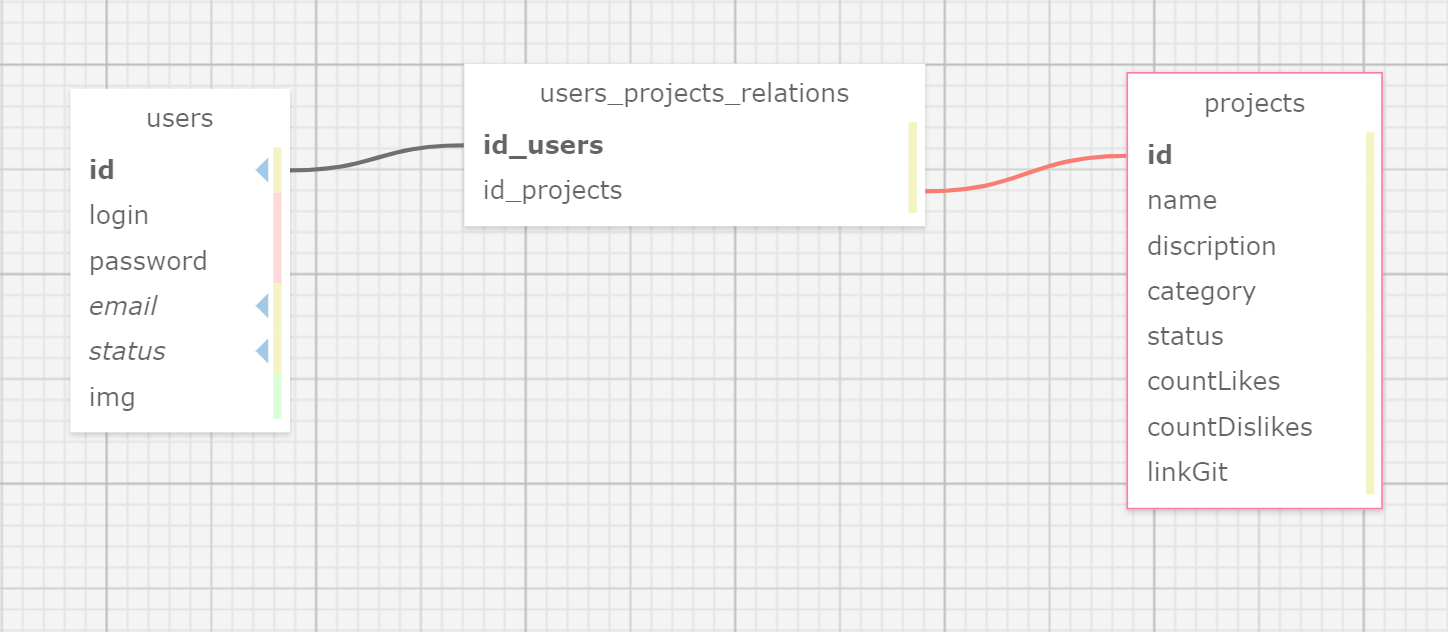 users
id
login
password
email
status
img
users_projects_relations
id_users
id_projects
projects
id
name
discription
category
status
countLikes
countDislikes
linkGit